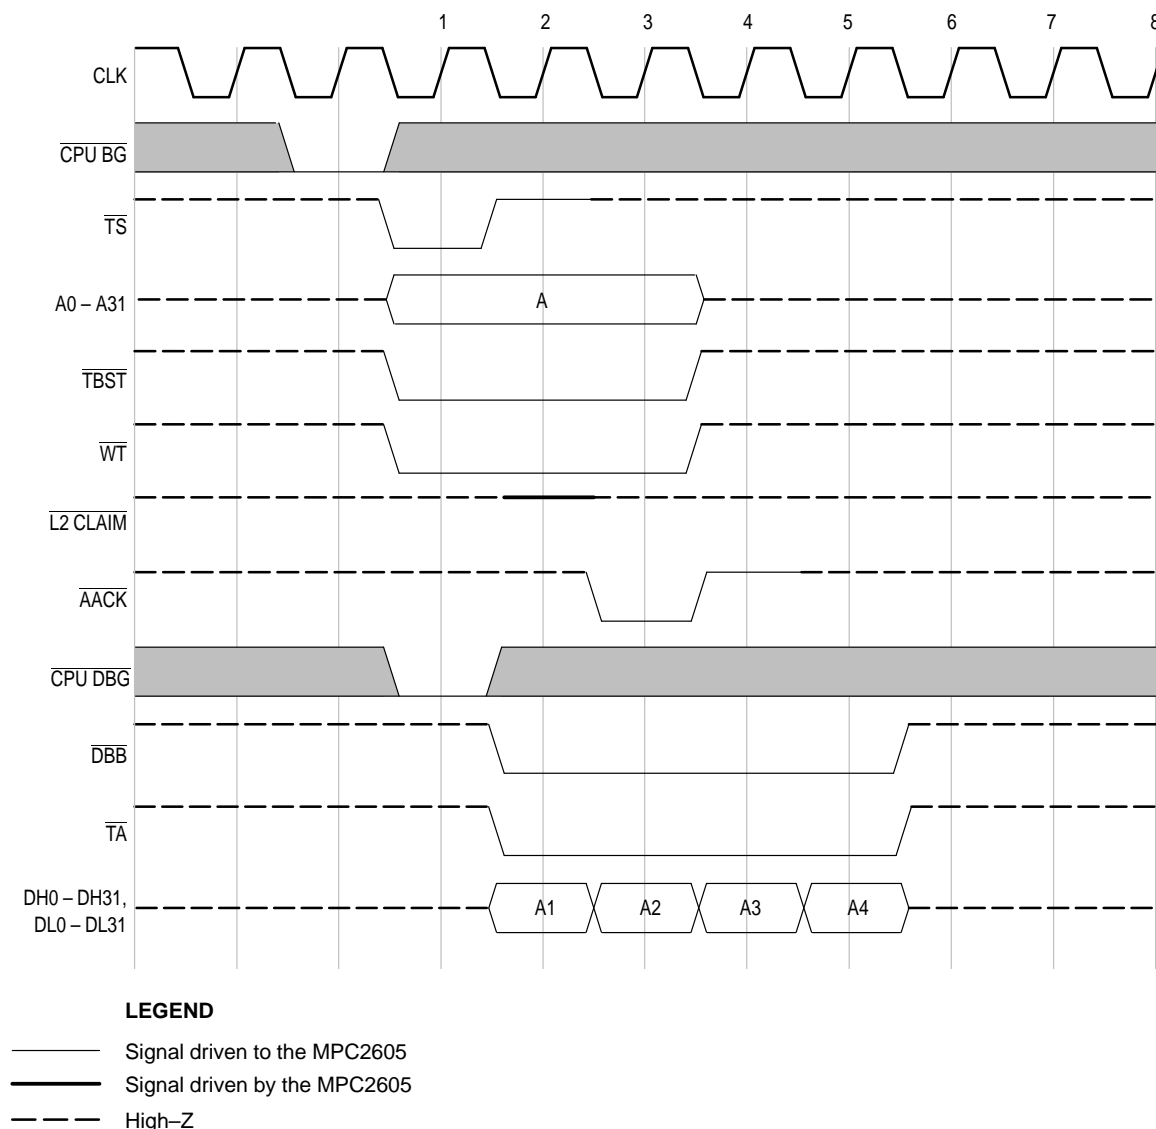 1 2 3 4 5 6 7 8
CLK
CPU BG
TS
A0 – A31
A
TBST
WT
L2 CLAIM
AACK
CPU DBG
DBB
TA
DH0 – DH31,
DL0 – DL31
A1 A2 A3 A4
LEGEND
Signal driven to the MPC2605
Signal driven by the MPC2605
High–Z